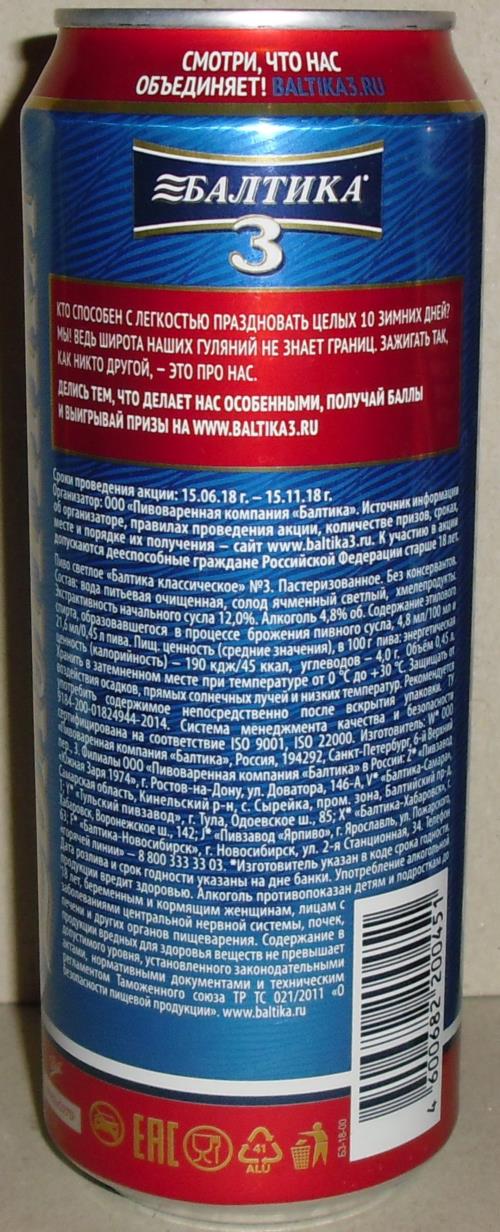 СМОТРИ, ЧТО НАС
ОБЪЕДИНЯЕТ! BALTIKA3.RU
БАЛТИКА
3
КТО СПОСОБЕН С ЛЕГКОСТЬЮ ПРАЗДНОВАТЬ ЦЕЛЫХ 10 ЗИМНИХ ДНЕЙ?
МЫ! ВЕДЬ ШИРОТА НАШИХ ГУЛЯНИЙ НЕ ЗНАЕТ ГРАНИЦ. ЗАЖИГАТЬ ТАК,
КАК НИКТО ДРУГОЙ, – ЭТО ПРО НАС.
ДЕЛИСЬ ТЕМ, ЧТО ДЕЛАЕТ НАС ОСОБЕННЫМИ, ПОЛУЧАЙ БАЛЛЫ
И ВЫИГРЫВАЙ ПРИЗЫ НА WWW.BALTIKA3.RU
Сроки проведения акции: 15.06.18 г. – 15.11.18 г.
Организатор: ООО «Пивоваренная компания «Балтика». Источник информации
об организаторе, правилах проведения акции, количестве призов, сроках,
месте и порядке их получения – сайт www.baltika3.ru. К участию в акции
допускаются дееспособные граждане Российской Федерации старше 18 лет.
Пиво светлое «Балтика классическое» №3. Пастеризованное. Без консервантов.
Состав: вода питьевая очищенная, солод ячменный светлый, хмелепродукты.
Экстрактивность начального сусла 12,0%. Алкоголь 4,8% об. Содержание этилового
спирта, образовавшегося в процессе брожения пивного сусла, 4,8 мл/100 мл и
21,6 мл/0,45 л пива. Пищ. ценность (средние значения), в 100 г пива: энергетическая
ценность (калорийность) – 190 кДж/45 ккал, углеводов – 4,0 г. Объём 0,45 л.
Хранить в затемненном месте при температуре от 0 °С до +30 °С. Защищать от
воздействия осадков, прямых солнечных лучей и низких температур. Рекомендуется
употребить содержимое непосредственно после вскрытия упаковки. ТУ
9184-200-01824944-2014. Система менеджмента качества и безопасности
сертифицирована на соответствие ISO 9001, ISO 22000. Изготовитель: W* ООО
«Пивоваренная компания «Балтика», Россия, 194292, Санкт-Петербург, 6-й Верхний
пер., 3. Филиалы ООО «Пивоваренная компания «Балтика» в России: Z* «Пивзавод
«Южная Заря 1974», г. Ростов-на-Дону, ул. Доватора, 146-А, V* «Балтика-Самара»,
Самарская область, Кинельский р-н, с. Сырейка, пром. зона, Балтийский пр-д,
1; Y* «Тульский пивзавод», г. Тула, Одоевское ш., 85; X* «Балтика-Хабаровск», г.
Хабаровск, Воронежское ш., 142; J* «Пивзавод «Ярпиво», г. Ярославль, ул. Пожарского,
63; F* «Балтика-Новосибирск», г. Новосибирск, ул. 2-я Станционная, 34. Телефон
«горячей линии» – 8 800 333 33 03. *Изготовитель указан в коде срока годности.
Дата розлива и срок годности указаны на дне банки. Употребление алкогольной
продукции вредит здоровью. Алкоголь противопоказан детям и подросткам до
18 лет, беременным и кормящим женщинам, лицам с
заболеваниями центральной нервной системы, почек,
печени и других органов пищеварения. Содержание в
продукции вредных для здоровья веществ не превышает
допустимого уровня, установленного законодательными
актами, нормативными документами и техническим
регламентом Таможенного союза ТР ТС 021/2011 «О
безопасности пищевой продукции». www.baltika.ru
4 600682 200451
ЕАС
41
ALU
БЗ-18-00